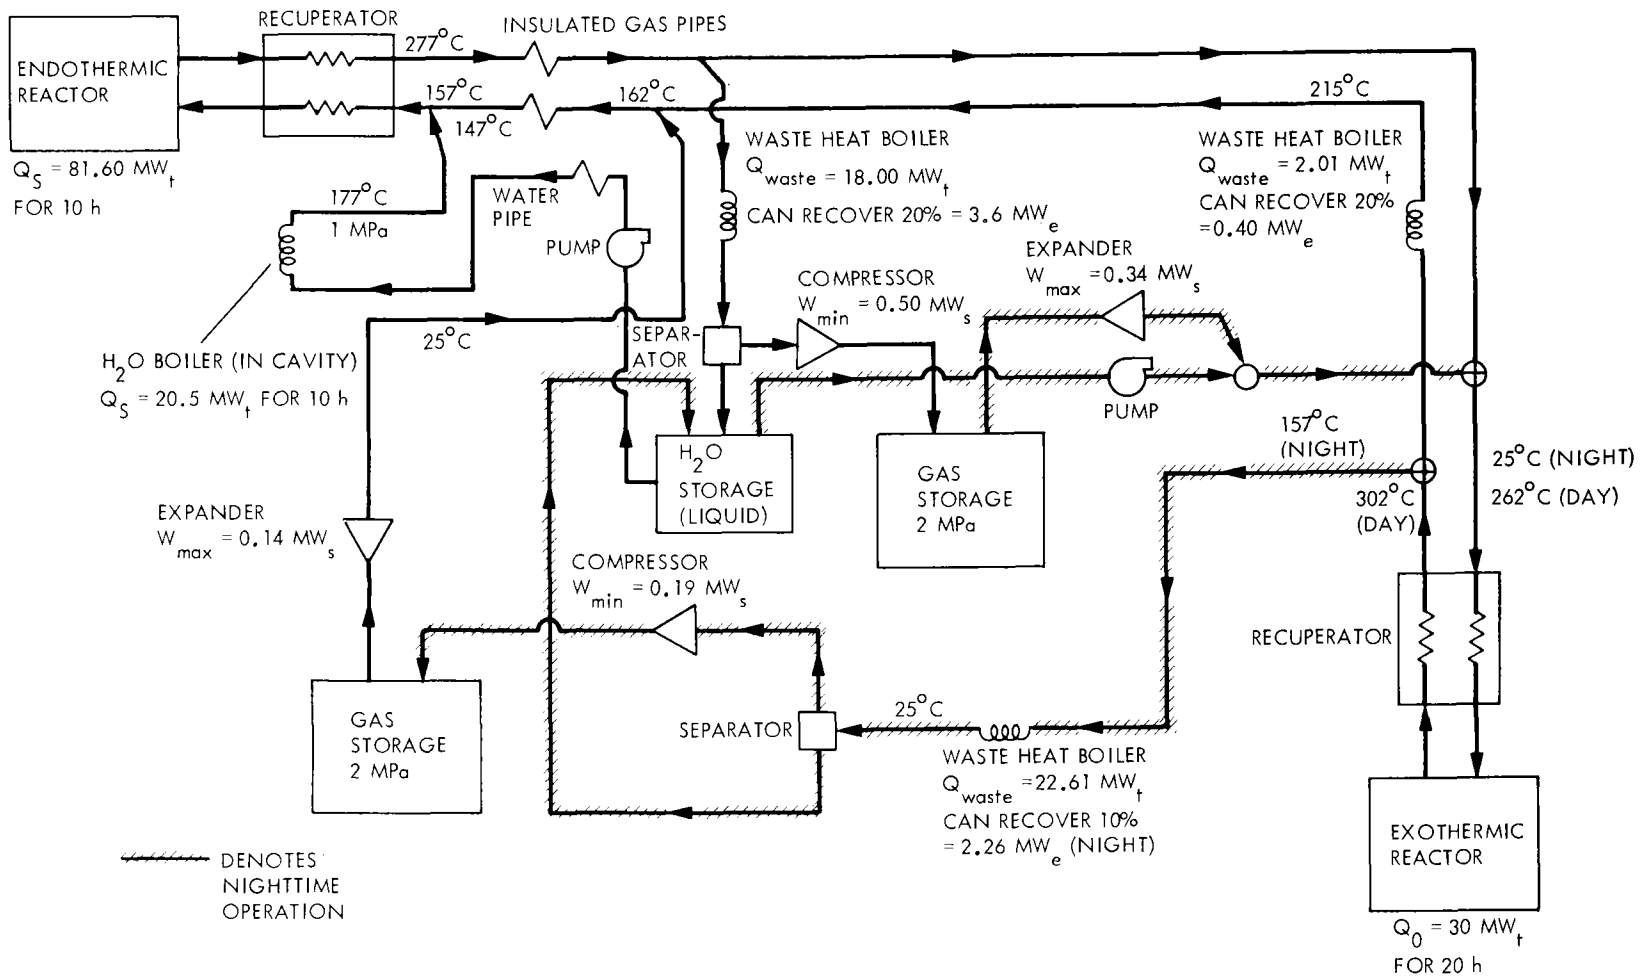 RECUPERATOR
INSULATED GAS PIPES
277°C
ENDOTHERMIC
REACTOR
157°C
147°C
162°C
215°C
Q_S = 81.60 MW_t
FOR 10 h
WASTE HEAT BOILER
Q_waste = 18.00 MW_t
CAN RECOVER 20% = 3.6 MW_e
WASTE HEAT BOILER
Q_waste = 2.01 MW_t
CAN RECOVER 20%
=0.40 MW_e
177°C
1 MPa
WATER
PIPE
PUMP
EXPANDER
W_max =0.34 MW_s
COMPRESSOR
W_min = 0.50 MW_s
25°C
SEPAR-
ATOR
H_2O BOILER (IN CAVITY)
Q_S = 20.5 MW_t FOR 10 h
PUMP
H_2O
STORAGE
(LIQUID)
GAS
STORAGE
2 MPa
157°C
(NIGHT)
302°C
(DAY)
25°C (NIGHT)
262°C (DAY)
EXPANDER
W_max = 0.14 MW_s
COMPRESSOR
W_min = 0.19 MW_s
RECUPERATOR
GAS
STORAGE
2 MPa
SEPARATOR
25°C
WASTE HEAT BOILER
Q_waste =22.61 MW_t
CAN RECOVER 10%
= 2.26 MW_e (NIGHT)
EXOTHERMIC
REACTOR
Q_0 = 30 MW_t
FOR 20 h
DENOTES
NIGHTTIME
OPERATION